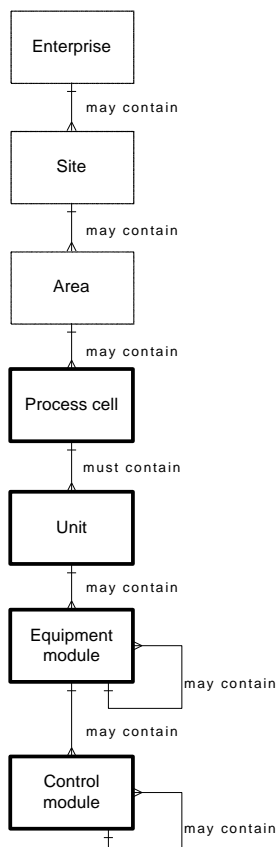 Enterprise
may contain
Site
may contain
Area
may contain
Process cell
must contain
Unit
may contain
Equipment
module
may contain
may contain
Control
module
may contain